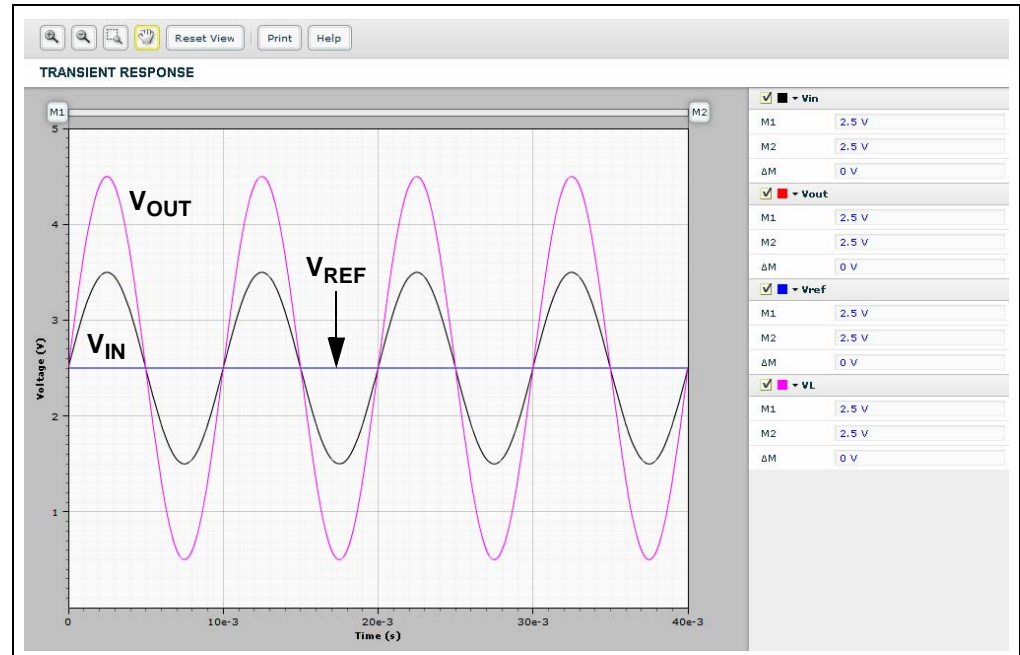 Reset View Print Help
TRANSIENT RESPONSE
M1
M2
5
4
3
2
1
Voltage (V)
VOUT
VREF
VIN
0
10e-3
20e-3
30e-3
40e-3
Time (s)
Vin
M1 2.5 V
M2 2.5 V
ΔM 0 V
Vout
M1 2.5 V
M2 2.5 V
ΔM 0 V
Vref
M1 2.5 V
M2 2.5 V
ΔM 0 V
VL
M1 2.5 V
M2 2.5 V
ΔM 0 V